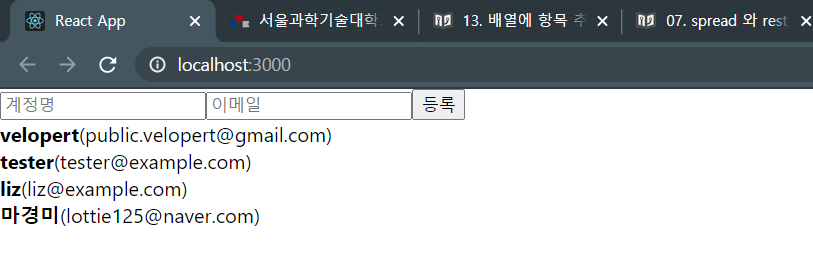 React App
서울과학기술대학
13. 배열에 항목 추
07. spread 와 rest
localhost:3000
계정명 이메일 등록
velopert(public.velopert@gmail.com)
tester(tester@example.com)
liz(liz@example.com)
마경미(lottie125@naver.com)